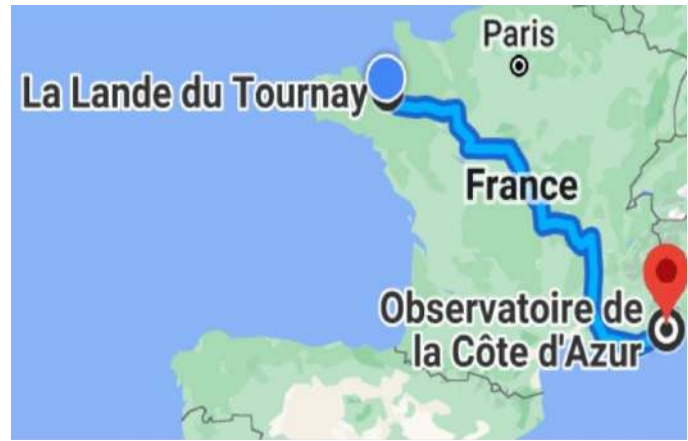 Paris
La Lande du Tournay
France
Observatoire de
la Côte d'Azur